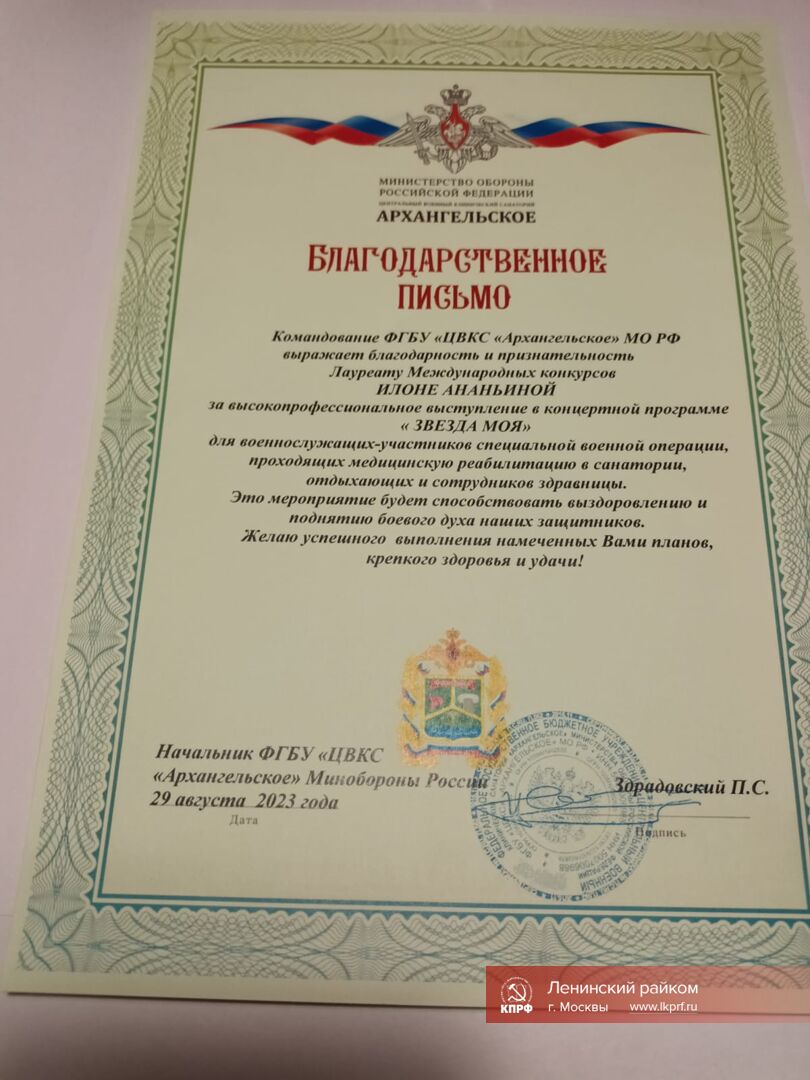 МИНИСТЕРСТВО ОБОРОНЫ
РОССИЙСКОЙ ФЕДЕРАЦИИ
ЦЕНТРАЛЬНЫЙ ВОЕННЫЙ КЛИНИЧЕСКИЙ САНАТОРИЙ
АРХАНГЕЛЬСКОЕ
БЛАГОДАРСТВЕННОЕ
ПИСЬМО
Командование ФГБУ «ЦВКС «Архангельское» МО РФ
выражает благодарность и признательность
Лауреату Международных конкурсов
ИЛОНЕ АНАНЬИНОЙ
за высокопрофессиональное выступление в концертной программе
« ЗВЕЗДА МОЯ»
для военнослужащих-участников специальной военной операции,
проходящих медицинскую реабилитацию в санатории,
отдыхающих и сотрудников здравницы.
Это мероприятие будет способствовать выздоровлению и
поднятию боевого духа наших защитников.
Желаю успешного выполнения намеченных Вами планов,
крепкого здоровья и удачи!
Начальник ФГБУ «ЦВКС
«Архангельское» Минобороны России
Здрадовский П.С.
29 августа 2023 года
Дата
Подпись
КПРФ
Ленинский райком
г. Москвы www.lkprf.ru